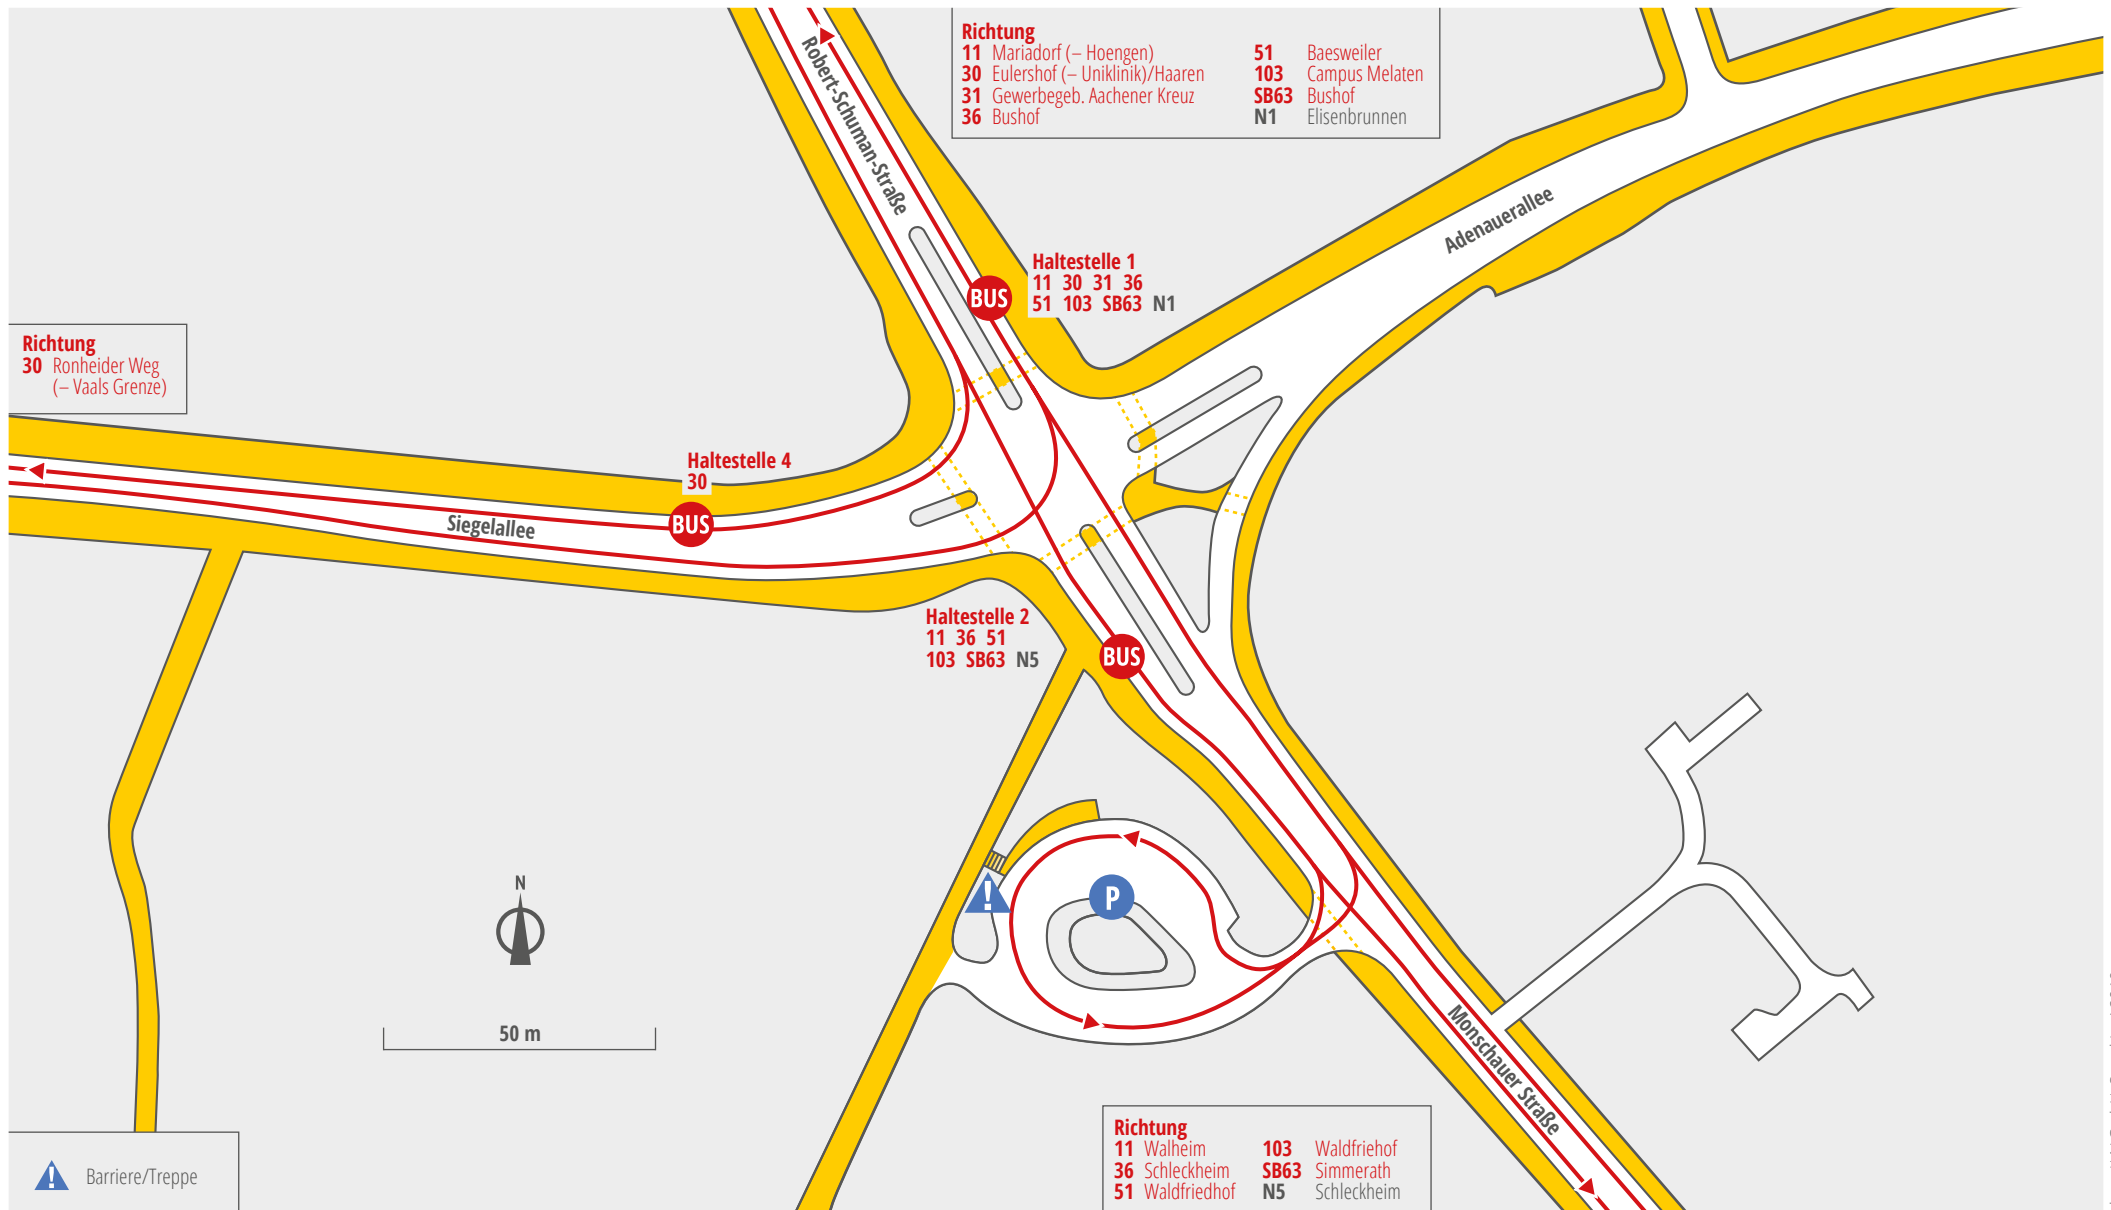 Richtung
11 Mariadorf (– Hoengen)
30 Eulershof (– Uniklinik)/Haaren
31 Gewerbegeb. Aachener Kreuz
36 Bushof
51 Baesweiler
103 Campus Melaten
SB63 Bushof
N1 Elisenbrunnen
Robert-Schuman-Straße
Adenauerallee
Haltestelle 1
11 30 31 36
51 103 SB63 N1
BUS
Richtung
30 Ronheider Weg
(– Vaals Grenze)
Haltestelle 4
30
BUS
Siegelallee
Haltestelle 2
11 36 51
103 SB63 N5
BUS
N
50 m
!
P
Monschauer Straße
Richtung
11 Walheim
36 Schleckheim
51 Waldfriedhof
103 Waldfriehof
SB63 Simmerath
N5 Schleckheim
! Barriere/Treppe